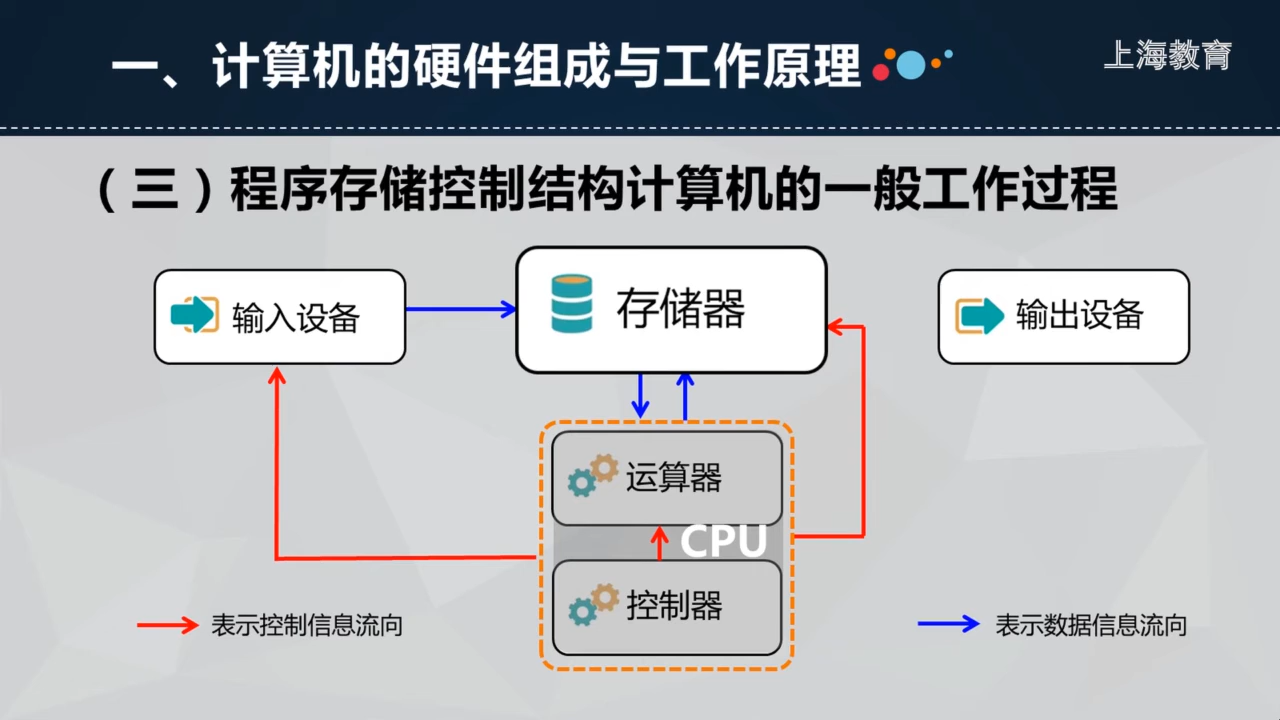 一、计算机的硬件组成与工作原理
上海教育
（三）程序存储控制结构计算机的一般工作过程
输入设备
存储器
输出设备
运算器
CPU
控制器
表示控制信息流向
表示数据信息流向